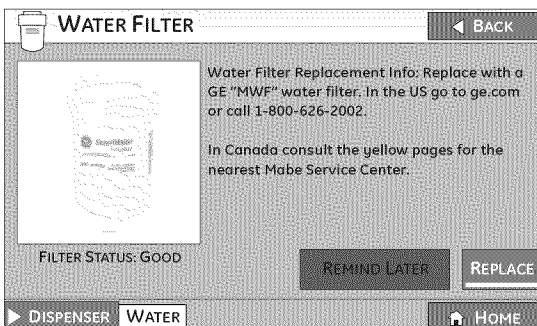 WATER FILTER
BACK
Water Filter Replacement Info: Replace with a
GE "MWF" water filter. In the US go to ge.com
or call 1-800-626-2002.
In Canada consult the yellow pages for the
nearest Mabe Service Center.
FILTER STATUS: GOOD
REMIND LATER
REPLACE
DISPENSER
WATER
HOME